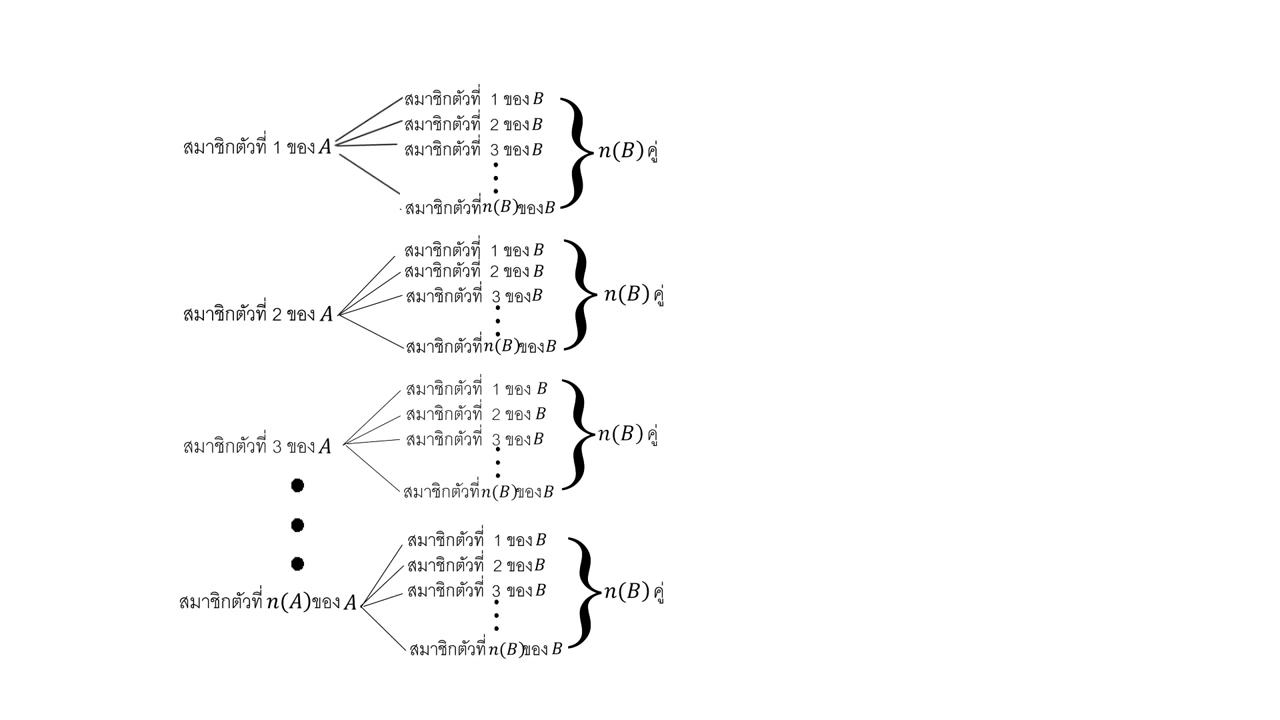 สมาชิกตัวที่ 1 ของ B
สมาชิกตัวที่ 2 ของ B
สมาชิกตัวที่ 1 ของ A
สมาชิกตัวที่ 3 ของ B
n(B) คู่
สมาชิกตัวที่ n(B) ของ B
สมาชิกตัวที่ 1 ของ B
สมาชิกตัวที่ 2 ของ B
สมาชิกตัวที่ 3 ของ B
n(B) คู่
สมาชิกตัวที่ 2 ของ A
สมาชิกตัวที่ n(B) ของ B
สมาชิกตัวที่ 1 ของ B
สมาชิกตัวที่ 2 ของ B
สมาชิกตัวที่ 3 ของ B
n(B) คู่
สมาชิกตัวที่ 3 ของ A
สมาชิกตัวที่ n(B) ของ B
สมาชิกตัวที่ 1 ของ B
สมาชิกตัวที่ 2 ของ B
สมาชิกตัวที่ 3 ของ B
n(B) คู่
สมาชิกตัวที่ n(A) ของ A
สมาชิกตัวที่ n(B) ของ B